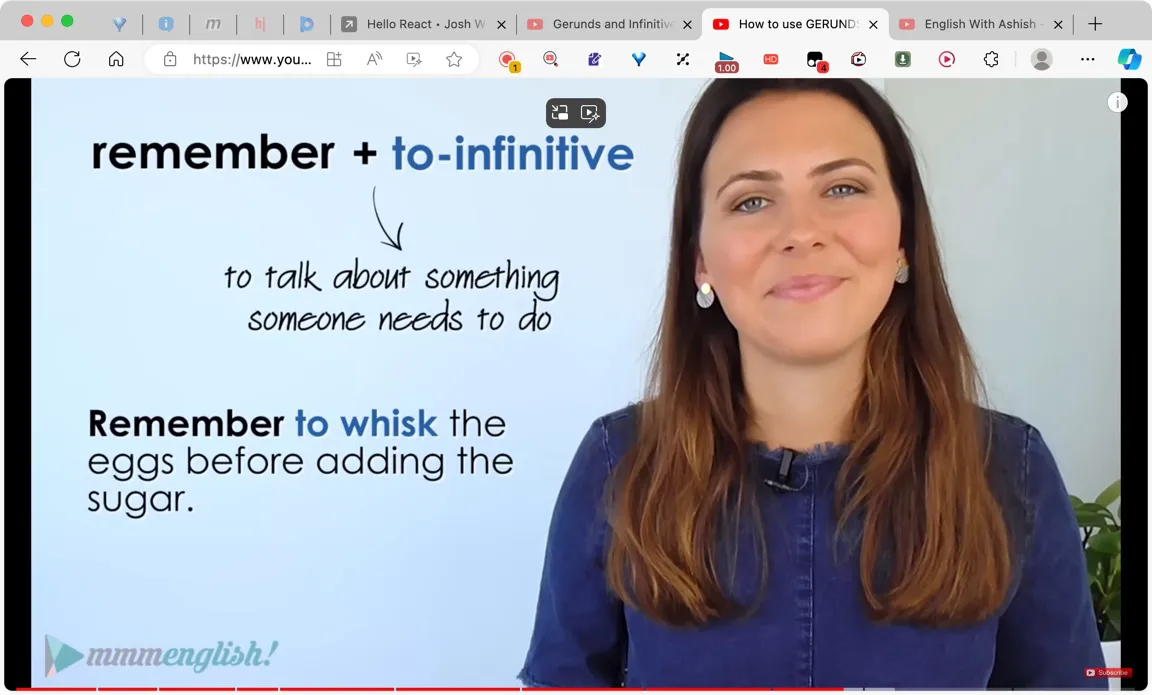 Hello React • Josh W
Gerunds and Infinitive
How to use GERUNDS
English With Ashish -
https://www.you...
1
1.00
HD
4
remember + to-infinitive
to talk about something
someone needs to do
Remember to whisk the
eggs before adding the
sugar.
mmmenglish!
Subscribe